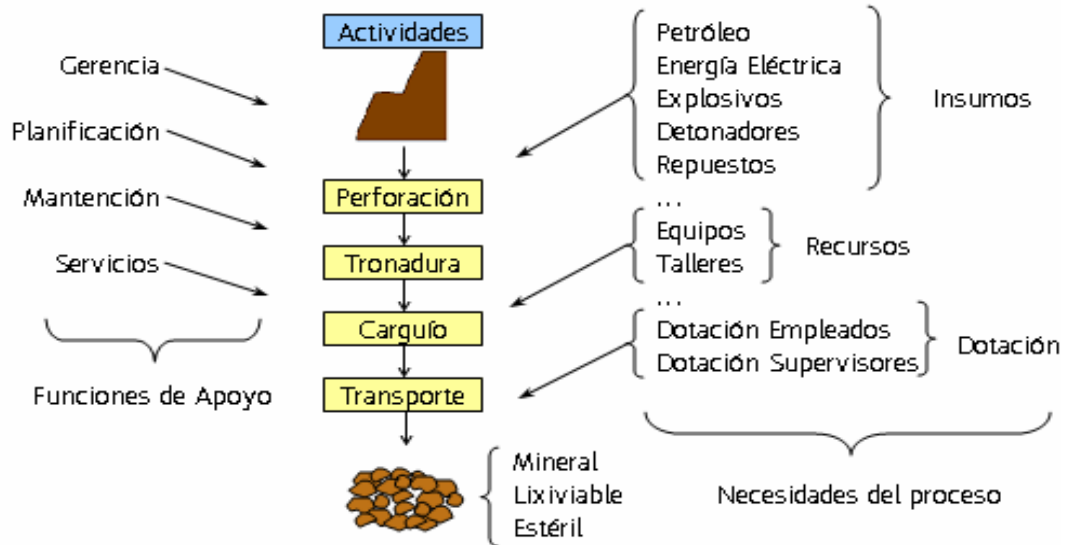 Actividades
Gerencia
Planificación
Mantención
Servicios
Funciones de Apoyo
Perforación
Tronadura
Carguío
Transporte
Mineral
Lixiviable
Estéril
Petróleo
Energía Eléctrica
Explosivos
Detonadores
Repuestos
...
Insumos
Equipos
Talleres
...
Recursos
Dotación Empleados
Dotación Supervisores
Dotación
Necesidades del proceso